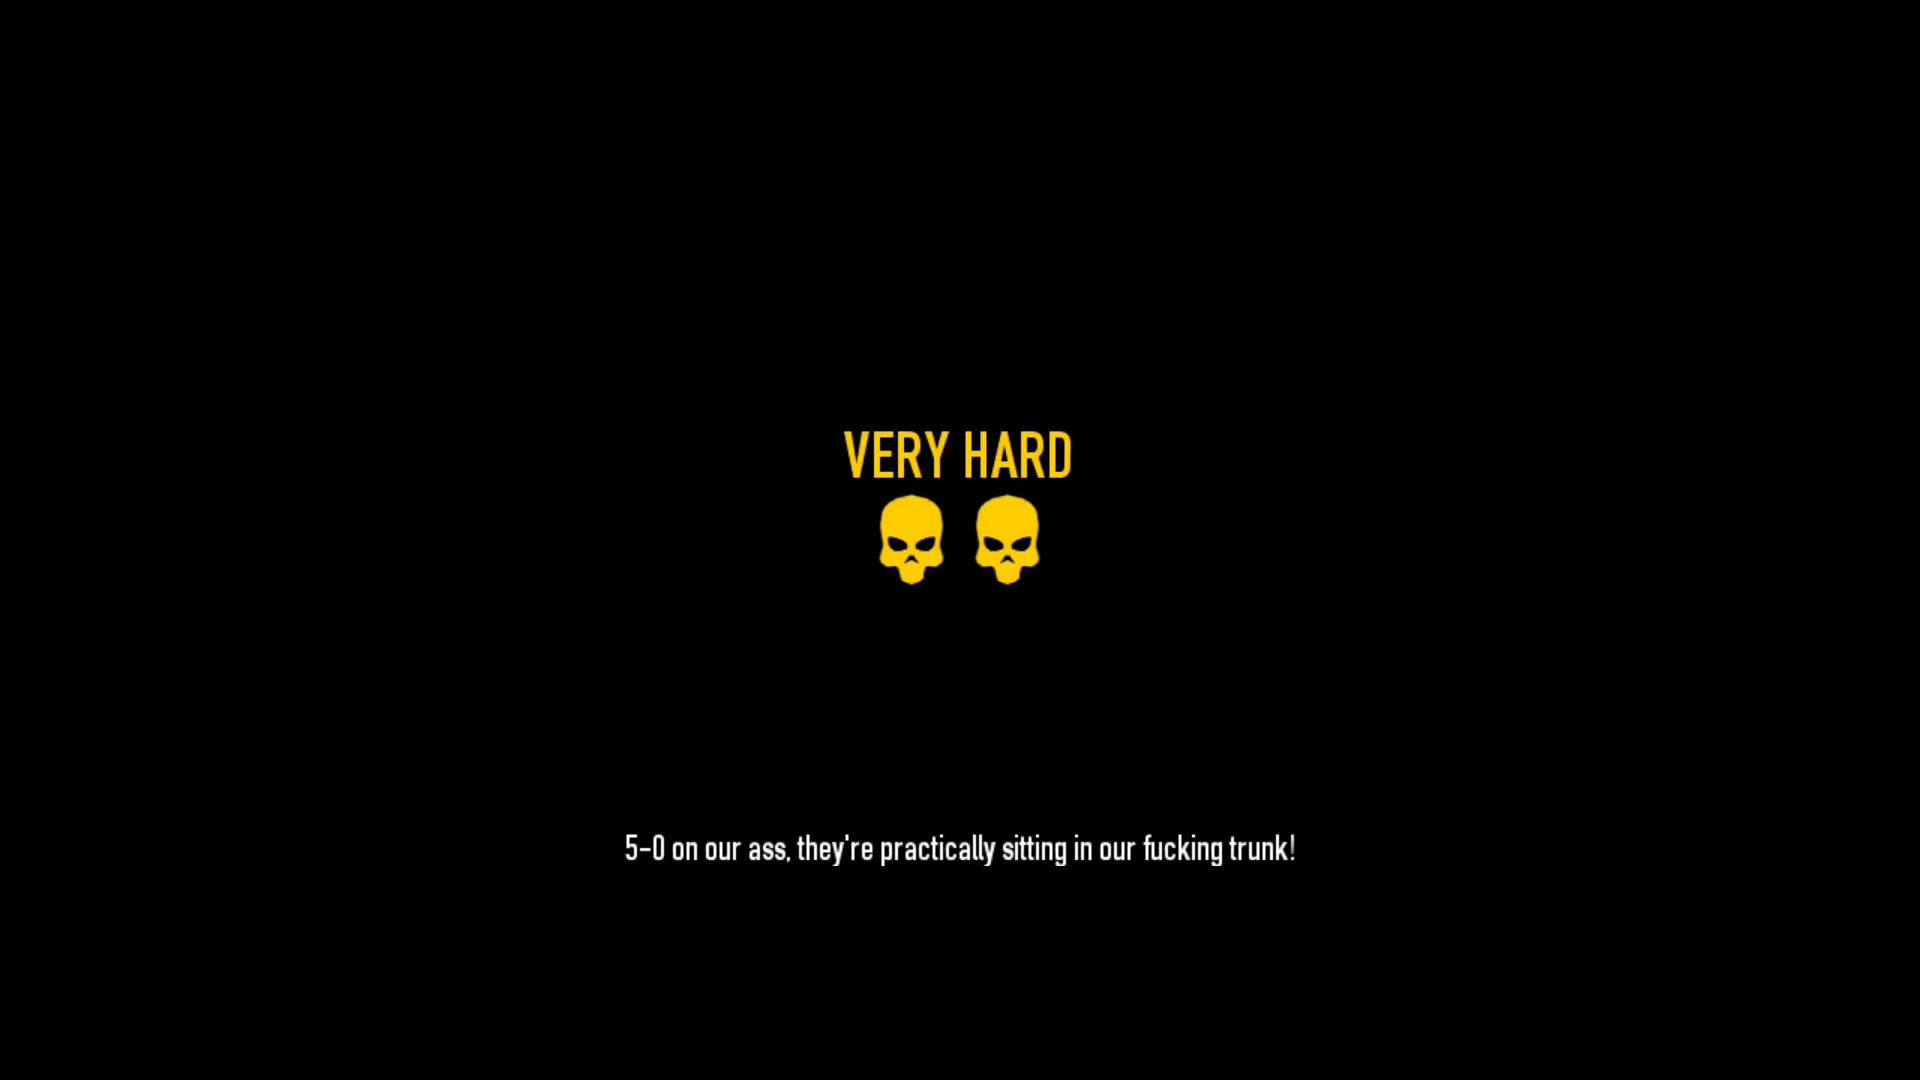 VERY HARD
5-0 on our ass, they're practically sitting in our fucking trunk!